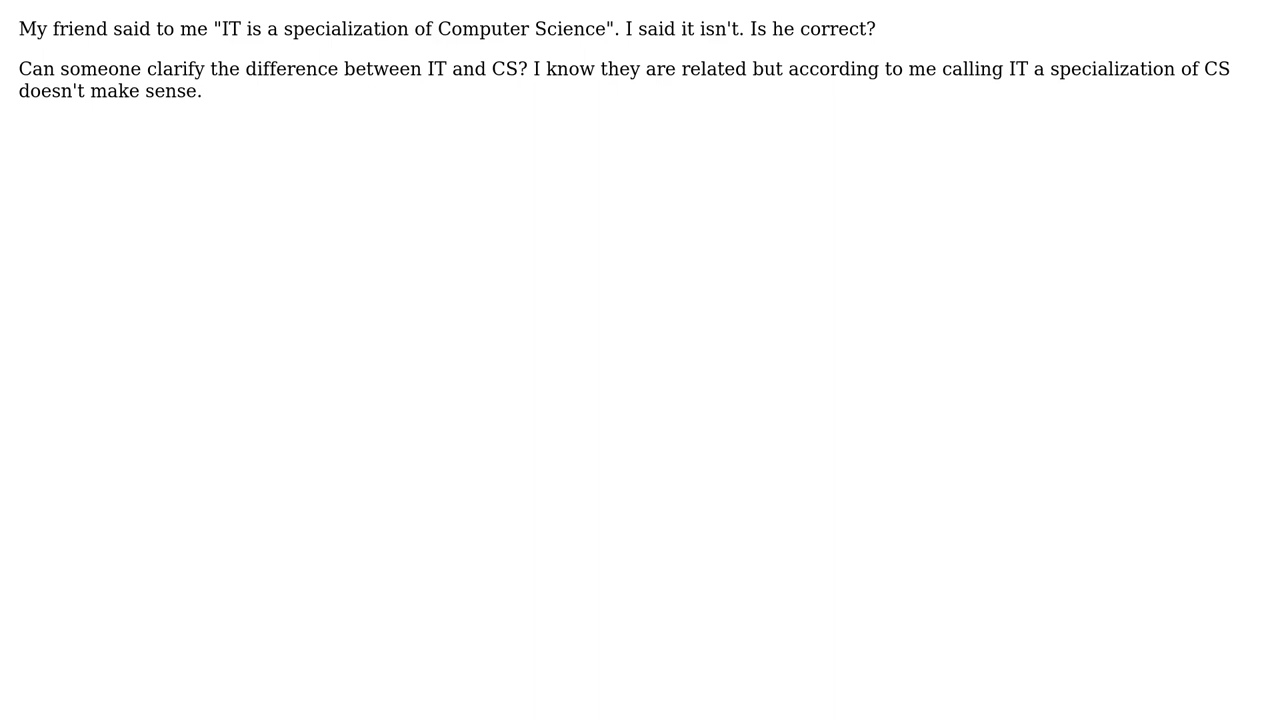 My friend said to me "IT is a specialization of Computer Science". I said it isn't. Is he correct?
Can someone clarify the difference between IT and CS? I know they are related but according to me calling IT a specialization of CS
doesn't make sense.